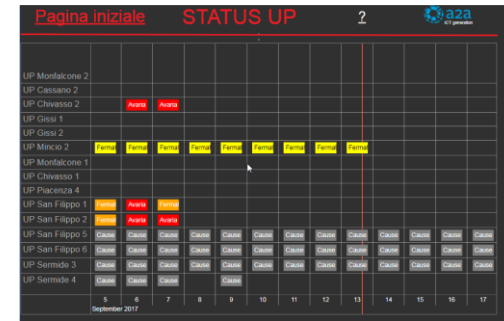 Pagina iniziale STATUS UP ? a2a
ICT generation
UP Monfalcone 2
UP Cassano 2
UP Chivasso 2 Avaria Avaria
UP Gissi 1
UP Gissi 2
UP Mincio 2 Fermat Fermat Fermat Fermat Fermat Fermat Fermat Fermat Fermat
UP Monfalcone 1
UP Chivasso 1
UP Piacenza 4
UP San Filippo 1 Fermat Avaria Fermat
UP San Filippo 2 Fermat Avaria Avaria
UP San Filippo 5 Cause Cause Cause Cause Cause Cause Cause Cause Cause Cause Cause Cause Cause
UP San Filippo 6 Cause Cause Cause Cause Cause Cause Cause Cause Cause Cause Cause Cause Cause
UP Sermide 3 Cause Cause Cause Cause Cause Cause Cause Cause Cause Cause Cause Cause Cause
UP Sermide 4 Cause Cause Cause Cause
5 6 7 8 9 10 11 12 13 14 15 16 17
September 2017